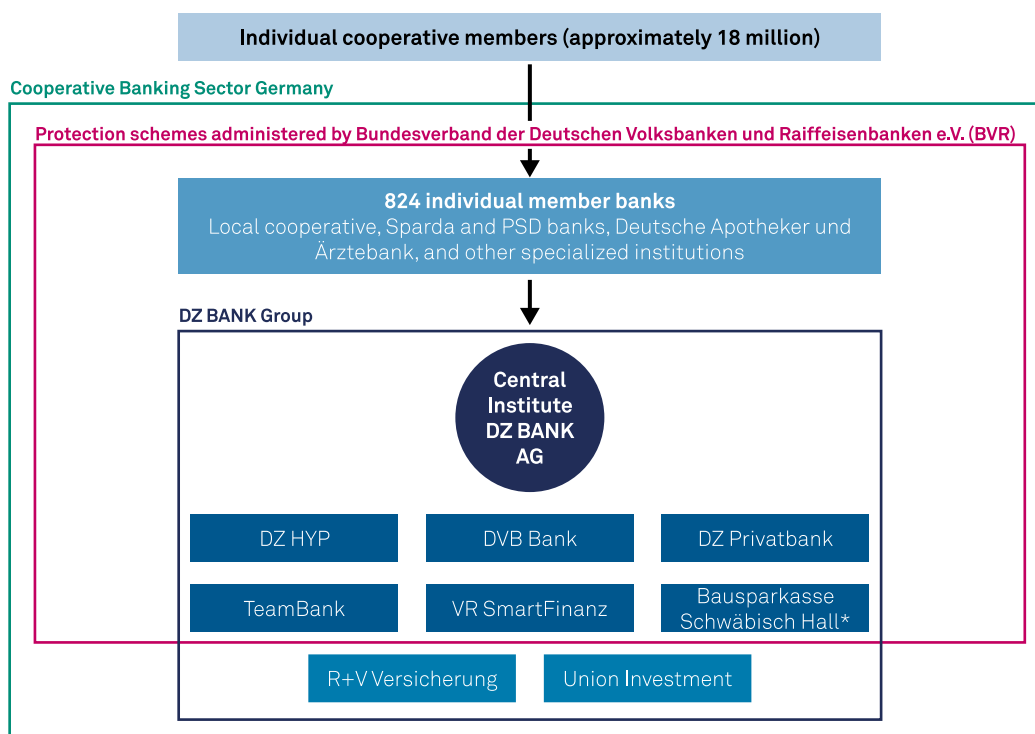 Individual cooperative members (approximately 18 million)
Cooperative Banking Sector Germany
Protection schemes administered by Bundesverband der Deutschen Volksbanken und Raiffeisenbanken e.V. (BVR)
824 individual member banks
Local cooperative, Sparda and PSD banks, Deutsche Apotheker und
Ärztebank, and other specialized institutions
DZ BANK Group
Central
Institute
DZ BANK
AG
DZ HYP
DVB Bank
DZ Privatbank
TeamBank
VR SmartFinanz
Bausparkasse
Schwäbisch Hall*
R+V Versicherung
Union Investment